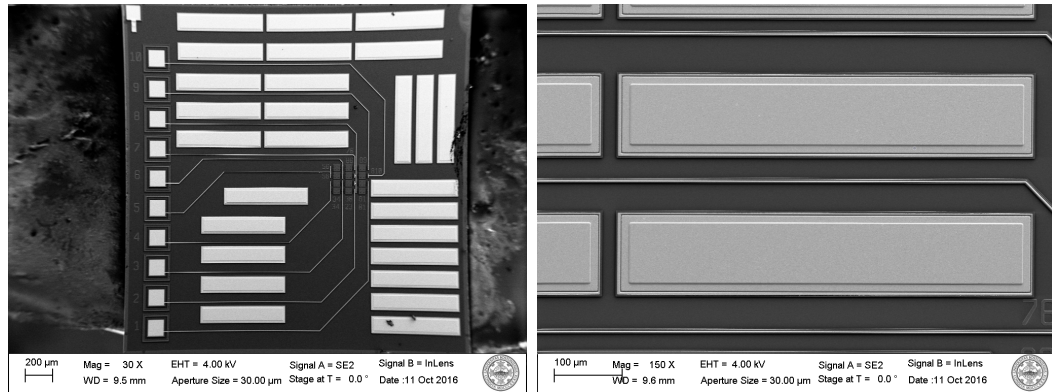 10
9
8
7
6
5
4
3
2
1
200 µm
Mag = 30 X
EHT = 4.00 kV
Signal A = SE2
Signal B = InLens
WD = 9.5 mm
Aperture Size = 30.00 µm
Stage at T = 0.0 °
Date :11 Oct 2016
100 µm
Mag = 150 X
EHT = 4.00 kV
Signal A = SE2
Signal B = InLens
WD = 9.6 mm
Aperture Size = 30.00 µm
Stage at T = 0.0 °
Date :11 Oct 2016